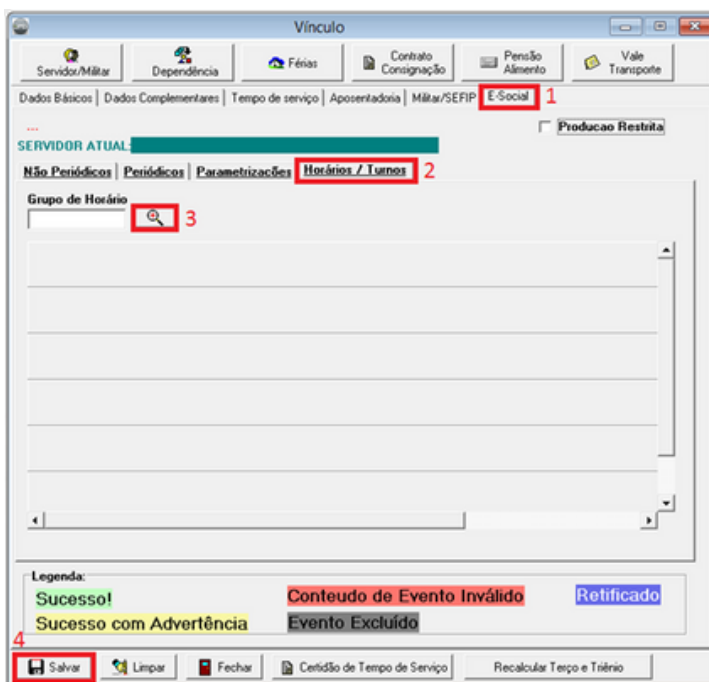 Vínculo
Servidor/Militar Dependência Férias Contrato Consignação Pensão Alimento Vale Transporte
Dados Básicos Dados Complementares Tempo de serviço Aposentadoria Militar/SEFIP E-Social 1
... Producao Restrita
SERVIDOR ATUAL:
Não Periódicos Periódicos Parametrizacões Horários / Turnos 2
Grupo de Horário
3
Legenda:
Sucesso! Conteudo de Evento Inválido Retificado
Sucesso com Advertência Evento Excluído
4
Salvar Limpar Fechar Certidão de Tempo de Serviço Recalcular Terço e Triênio